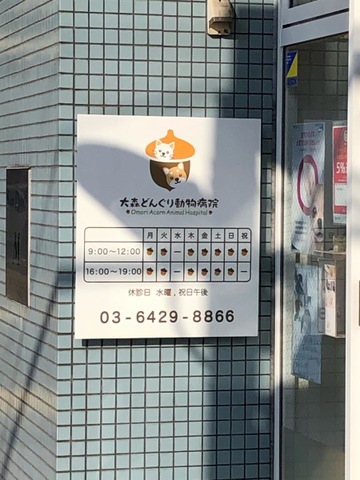 大森どんぐり動物病院
Omori Acorn Animal Hospital
月 火 水 木 金 土 日 祝
9:00〜12:00 —
16:00〜19:00 — —
休診日 水曜，祝日午後
03-6429-8866